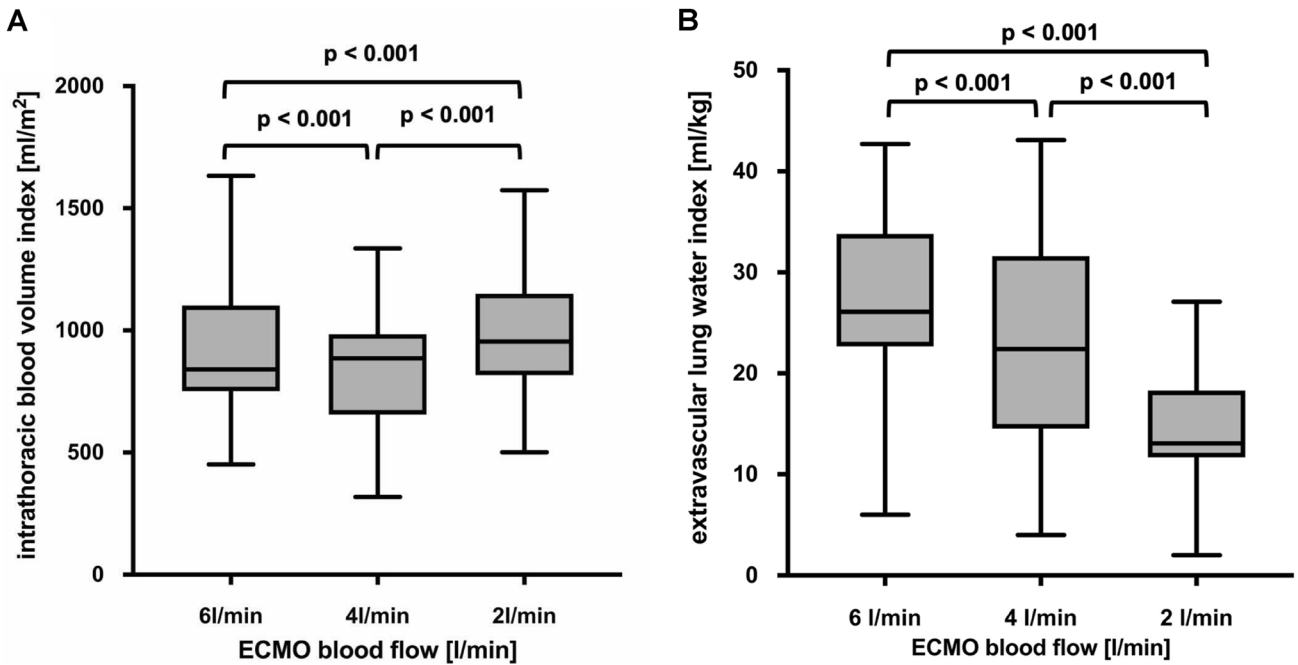 A
p < 0.001
p < 0.001
p < 0.001
intrathoracic blood volume index [ml/m²]
2000
1500
1000
500
0
6l/min
4l/min
2l/min
ECMO blood flow [l/min]
B
p < 0.001
p < 0.001
p < 0.001
extravascular lung water index [ml/kg]
50
40
30
20
10
0
6 l/min
4 l/min
2 l/min
ECMO blood flow [l/min]